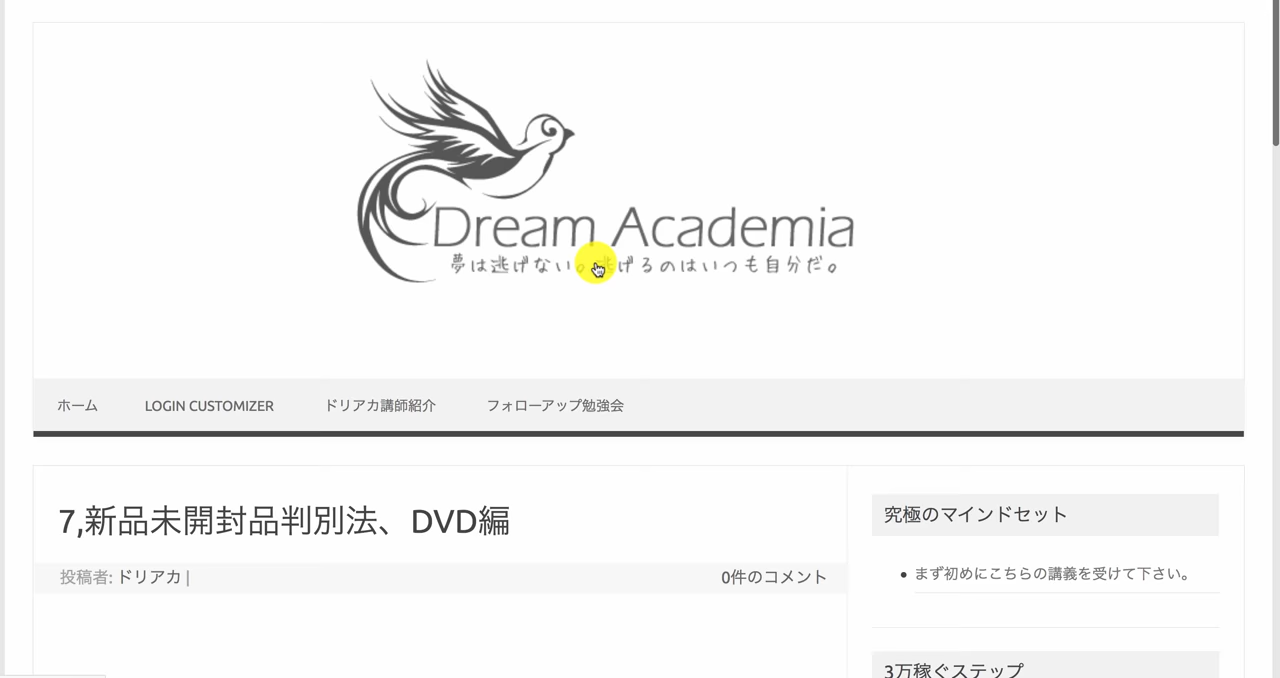 Dream Academia
夢は逃げない。逃げるのはいつも自分だ。
ホーム
LOGIN CUSTOMIZER
ドリアカ講師紹介
フォローアップ勉強会
7,新品未開封品判別法、DVD編
投稿者: ドリアカ |
0件のコメント
究極のマインドセット
まず初めにこちらの講義を受けて下さい。
3万稼ぐステップ